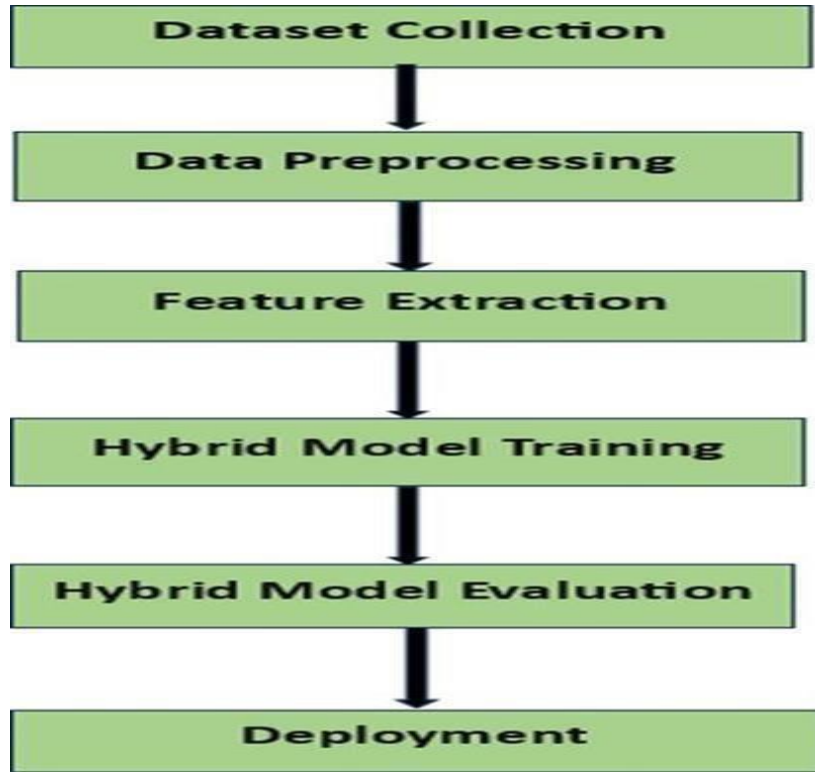 Dataset Collection
Data Preprocessing
Feature Extraction
Hybrid Model Training
Hybrid Model Evaluation
Deployment